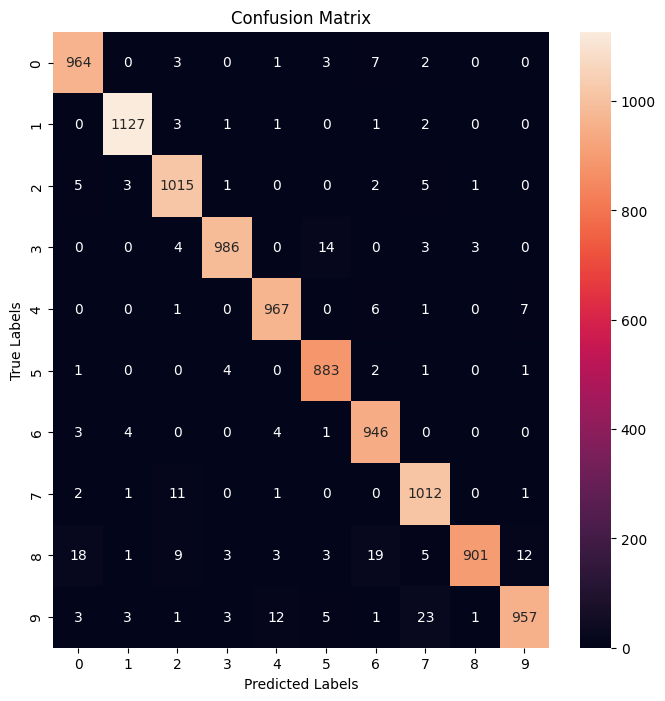 Confusion Matrix
True Labels
0 964 0 3 0 1 3 7 2 0 0
1 0 1127 3 1 1 0 1 2 0 0
2 5 3 1015 1 0 0 2 5 1 0
3 0 0 4 986 0 14 0 3 3 0
4 0 0 1 0 967 0 6 1 0 7
5 1 0 0 4 0 883 2 1 0 1
6 3 4 0 0 4 1 946 0 0 0
7 2 1 11 0 1 0 0 1012 0 1
8 18 1 9 3 3 3 19 5 901 12
9 3 3 1 3 12 5 1 23 1 957
0 1 2 3 4 5 6 7 8 9
Predicted Labels
1000
800
600
400
200
0